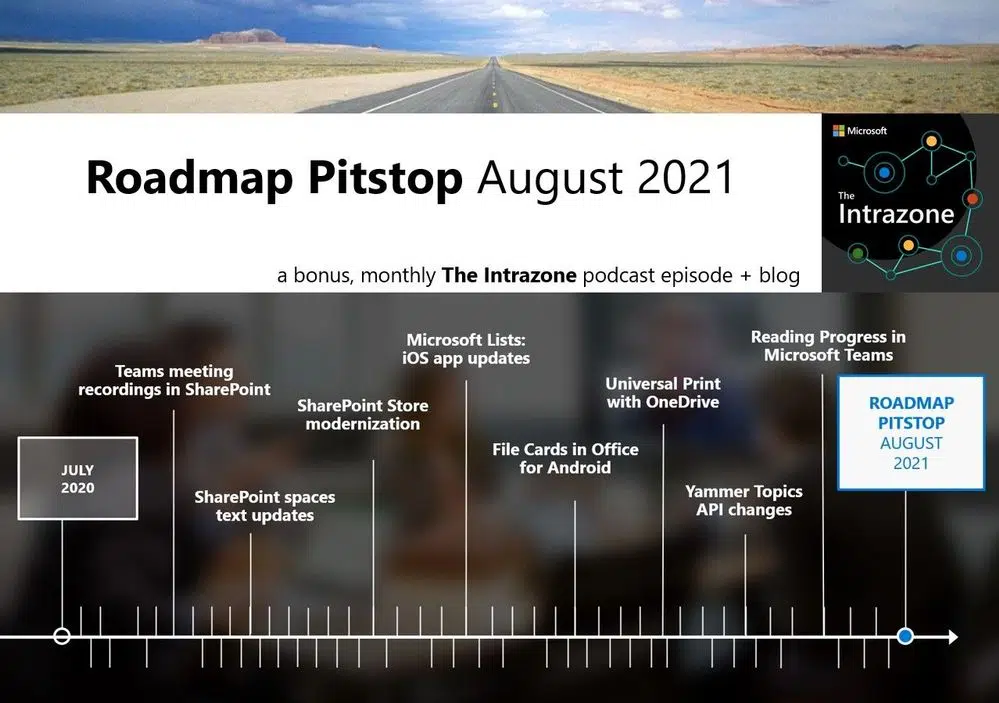 Roadmap Pitstop August 2021
Microsoft
The
Intrazone
a bonus, monthly The Intrazone podcast episode + blog
JULY
2020
Teams meeting
recordings in SharePoint
SharePoint spaces
text updates
SharePoint Store
modernization
Microsoft Lists:
iOS app updates
File Cards in Office
for Android
Universal Print
with OneDrive
Yammer Topics
API changes
Reading Progress in
Microsoft Teams
ROADMAP
PITSTOP
AUGUST
2021